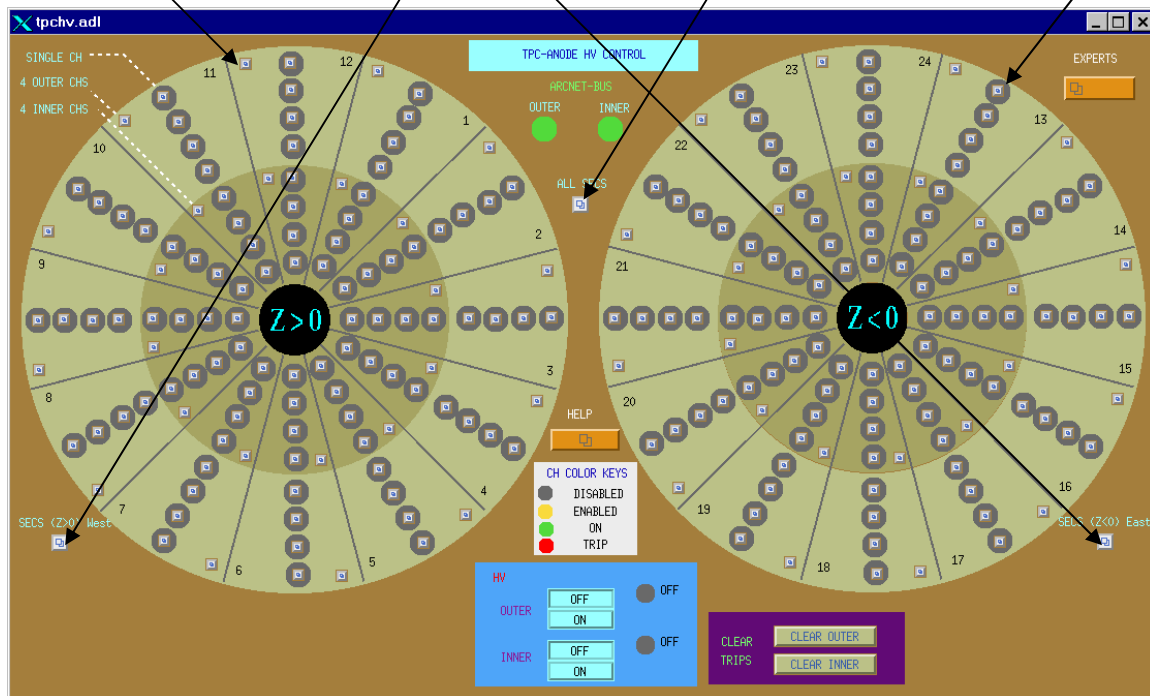 tpchv.adl
SINGLE CH
4 OUTER CHS
4 INNER CHS
TPC-ANODE HV CONTROL
ARCNET-BUS
OUTER INNER
ALL SECS
EXPERTS
11
12
1
10
2
9
3
8
4
7
5
6
Z>0
23
24
13
22
14
21
15
20
16
19
17
18
Z<0
HELP
CH COLOR KEYS
DISABLED
ENABLED
ON
TRIP
SECS (Z>0) West
SECS (Z<0) East
HV
OUTER
OFF
ON
OFF
INNER
OFF
ON
OFF
CLEAR
TRIPS
CLEAR OUTER
CLEAR INNER